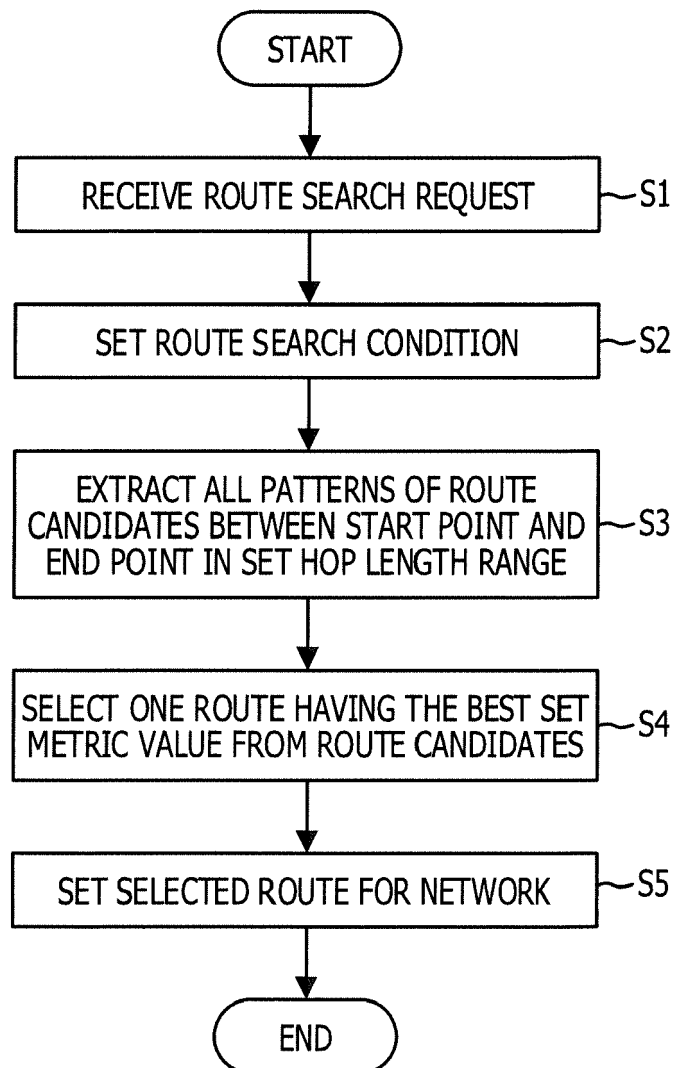 START
RECEIVE ROUTE SEARCH REQUEST
S1
SET ROUTE SEARCH CONDITION
S2
EXTRACT ALL PATTERNS OF ROUTE
CANDIDATES BETWEEN START POINT AND
END POINT IN SET HOP LENGTH RANGE
S3
SELECT ONE ROUTE HAVING THE BEST SET
METRIC VALUE FROM ROUTE CANDIDATES
S4
SET SELECTED ROUTE FOR NETWORK
S5
END